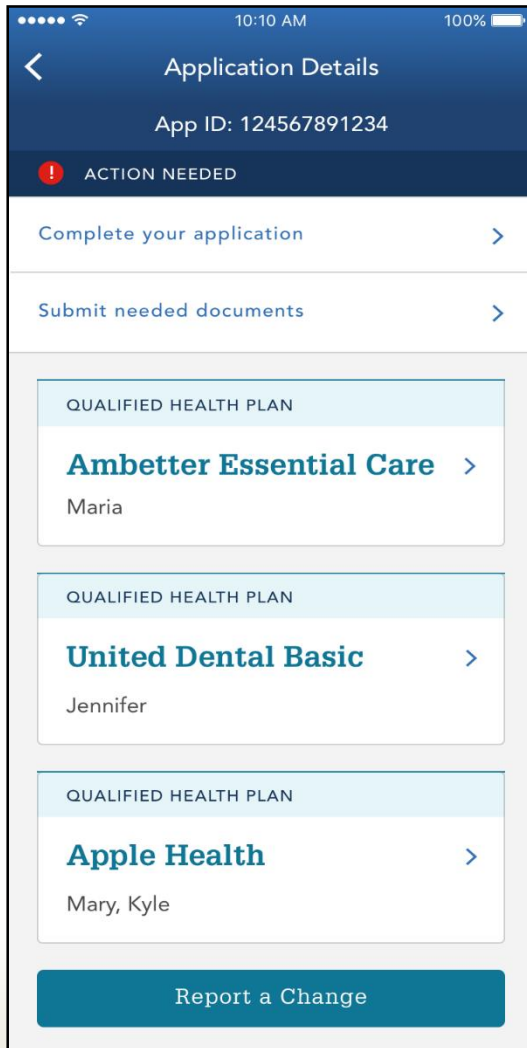 10:10 AM 100%
Application Details
App ID: 124567891234
! ACTION NEEDED
Complete your application
Submit needed documents
QUALIFIED HEALTH PLAN
Ambetter Essential Care
Maria
QUALIFIED HEALTH PLAN
United Dental Basic
Jennifer
QUALIFIED HEALTH PLAN
Apple Health
Mary, Kyle
Report a Change